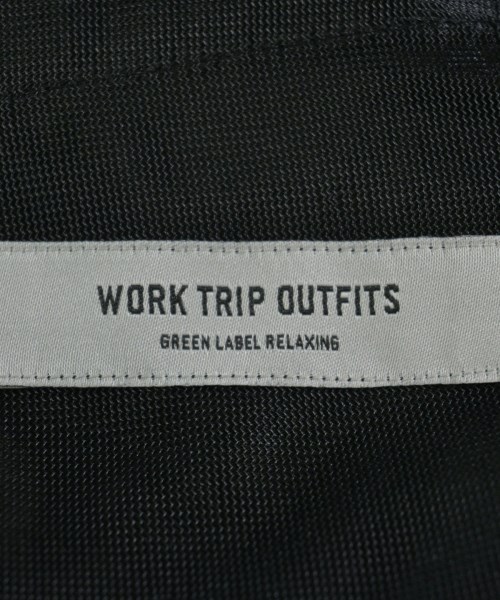 WORK TRIP OUTFITS
GREEN LABEL RELAXING